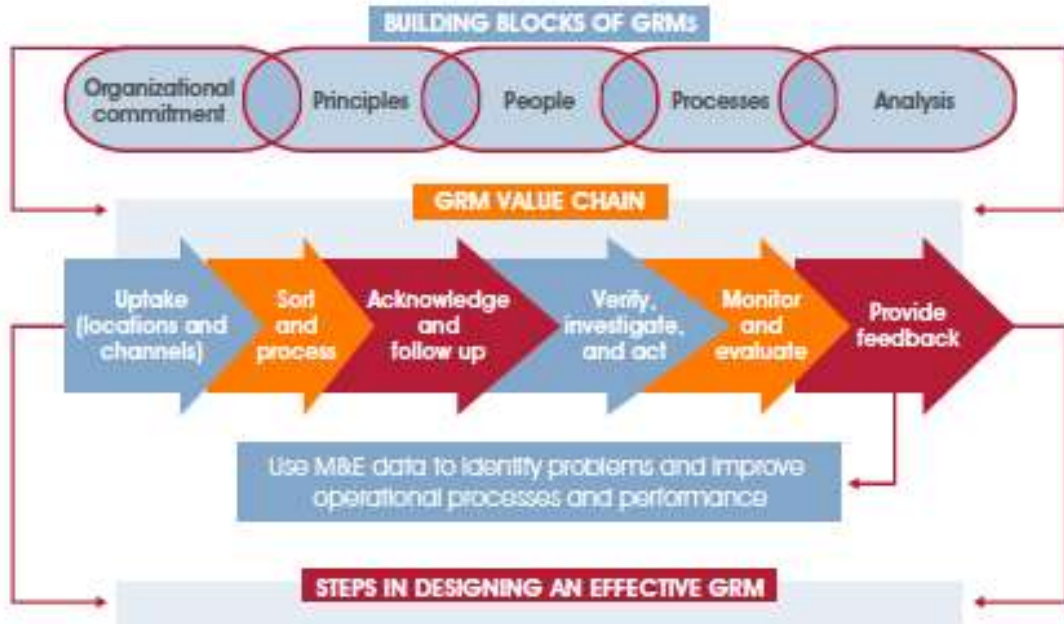 BUILDING BLOCKS OF GRMs
Organizational
commitment
Principles
People
Processes
Analysis
GRM VALUE CHAIN
Uptake
(locations and
channels)
Sort
and
process
Acknowledge
and
follow up
Verify,
investigate,
and act
Monitor
and
evaluate
Provide
feedback
Use M&E data to identify problems and improve
operational processes and performance
STEPS IN DESIGNING AN EFFECTIVE GRM